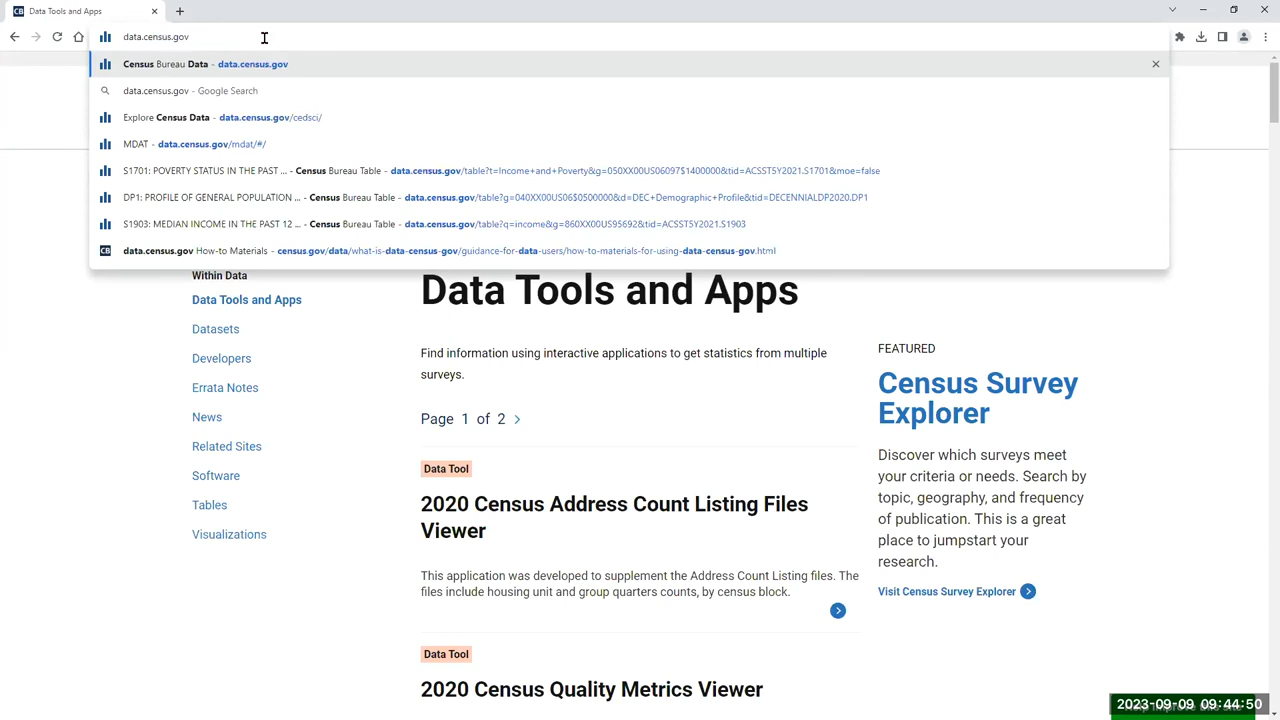 Data Tools and Apps
data.census.gov
Census Bureau Data - data.census.gov
data.census.gov - Google Search
Explore Census Data - data.census.gov/cedsci/
MDAT - data.census.gov/mdat/#/
S1701: POVERTY STATUS IN THE PAST ... - Census Bureau Table - data.census.gov/table?t=Income+and+Poverty&g=050XX00US06097$1400000&tid=ACSST5Y2021.S1701&moe=false
DP1: PROFILE OF GENERAL POPULATION ... - Census Bureau Table - data.census.gov/table?g=040XX00US06$0500000&d=DEC+Demographic+Profile&tid=DECENNIALDP2020.DP1
S1903: MEDIAN INCOME IN THE PAST 12 ... - Census Bureau Table - data.census.gov/table?q=income&g=860XX00US95692&tid=ACSST5Y2021.S1903
data.census.gov How-to Materials - census.gov/data/what-is-data-census-gov/guidance-for-data-users/how-to-materials-for-using-data-census-gov.html
Within Data
Data Tools and Apps
Datasets
Developers
Errata Notes
News
Related Sites
Software
Tables
Visualizations
Data Tools and Apps
Find information using interactive applications to get statistics from multiple
surveys.
Page 1 of 2
Data Tool
2020 Census Address Count Listing Files
Viewer
This application was developed to supplement the Address Count Listing files. The
files include housing unit and group quarters counts, by census block.
Data Tool
2020 Census Quality Metrics Viewer
FEATURED
Census Survey
Explorer
Discover which surveys meet
your criteria or needs. Search by
topic, geography, and frequency
of publication. This is a great
place to jumpstart your
research.
Visit Census Survey Explorer
2023-09-09 09:44:50